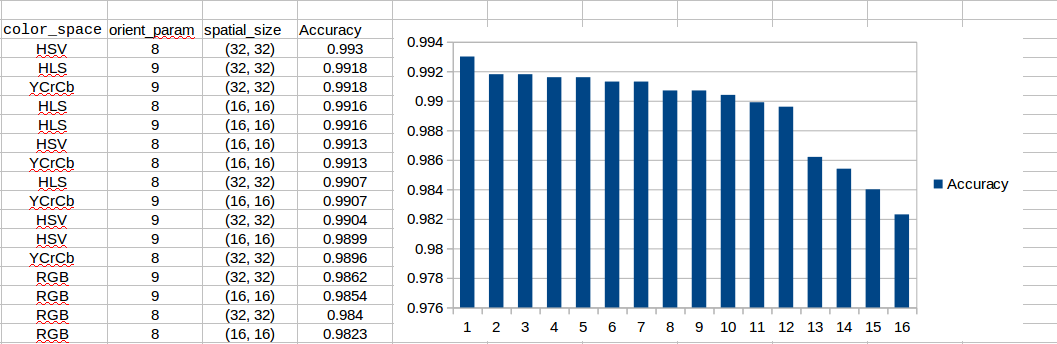 color_space orient_param spatial_size Accuracy
HSV 8 (32, 32) 0.993
HLS 9 (32, 32) 0.9918
YCrCb 9 (32, 32) 0.9918
HLS 8 (16, 16) 0.9916
HLS 9 (16, 16) 0.9916
HSV 8 (16, 16) 0.9913
YCrCb 8 (16, 16) 0.9913
HLS 8 (32, 32) 0.9907
YCrCb 9 (16, 16) 0.9907
HSV 9 (32, 32) 0.9904
HSV 9 (16, 16) 0.9899
YCrCb 8 (32, 32) 0.9896
RGB 9 (32, 32) 0.9862
RGB 9 (16, 16) 0.9854
RGB 8 (32, 32) 0.984
RGB 8 (16, 16) 0.9823
0.994
0.992
0.99
0.988
0.986
0.984
0.982
0.98
0.978
0.976
1 2 3 4 5 6 7 8 9 10 11 12 13 14 15 16
Accuracy